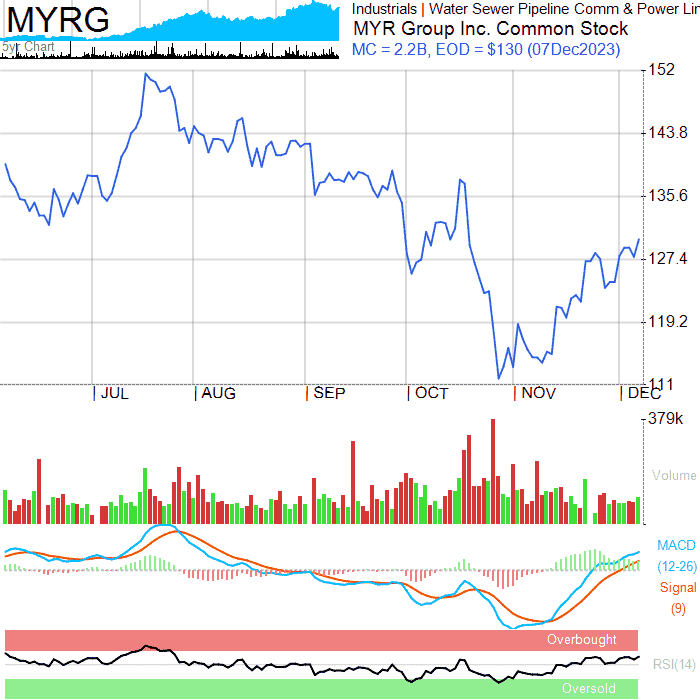 MYRG
5yr Chart
Industrials | Water Sewer Pipeline Comm & Power Lin
MYR Group Inc. Common Stock
MC = 2.2B, EOD = $130 (07Dec2023)
152
143.8
135.6
127.4
119.2
111
JUL AUG SEP OCT NOV DEC
379k
Volume
MACD
(12-26)
Signal
(9)
Overbought
RSI(14)
Oversold